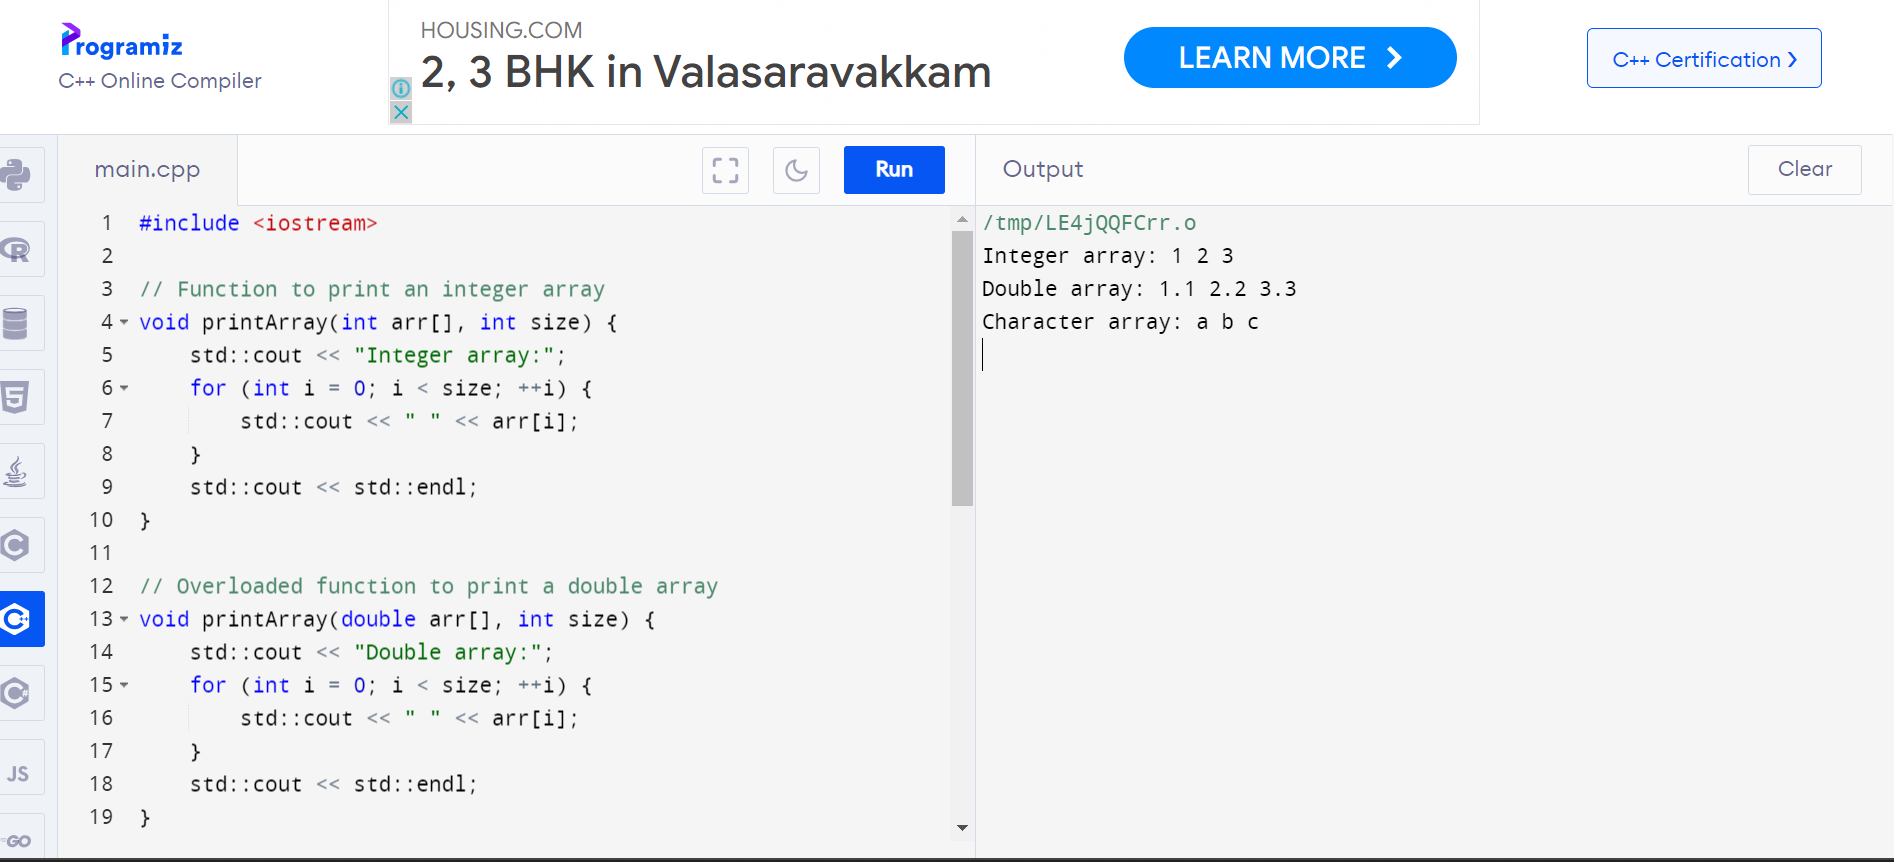 Programiz
C++ Online Compiler
HOUSING.COM
2, 3 BHK in Valasaravakkam
LEARN MORE
C++ Certification
main.cpp
Run
1 #include <iostream>
2
3 // Function to print an integer array
4 void printArray(int arr[], int size) {
5     std::cout << "Integer array:";
6     for (int i = 0; i < size; ++i) {
7         std::cout << " " << arr[i];
8     }
9     std::cout << std::endl;
10 }
11
12 // Overloaded function to print a double array
13 void printArray(double arr[], int size) {
14     std::cout << "Double array:";
15     for (int i = 0; i < size; ++i) {
16         std::cout << " " << arr[i];
17     }
18     std::cout << std::endl;
19 }
Output
Clear
/tmp/LE4jQQFCrr.o
Integer array: 1 2 3
Double array: 1.1 2.2 3.3
Character array: a b c
R
5
C
C++
C#
JS
GO